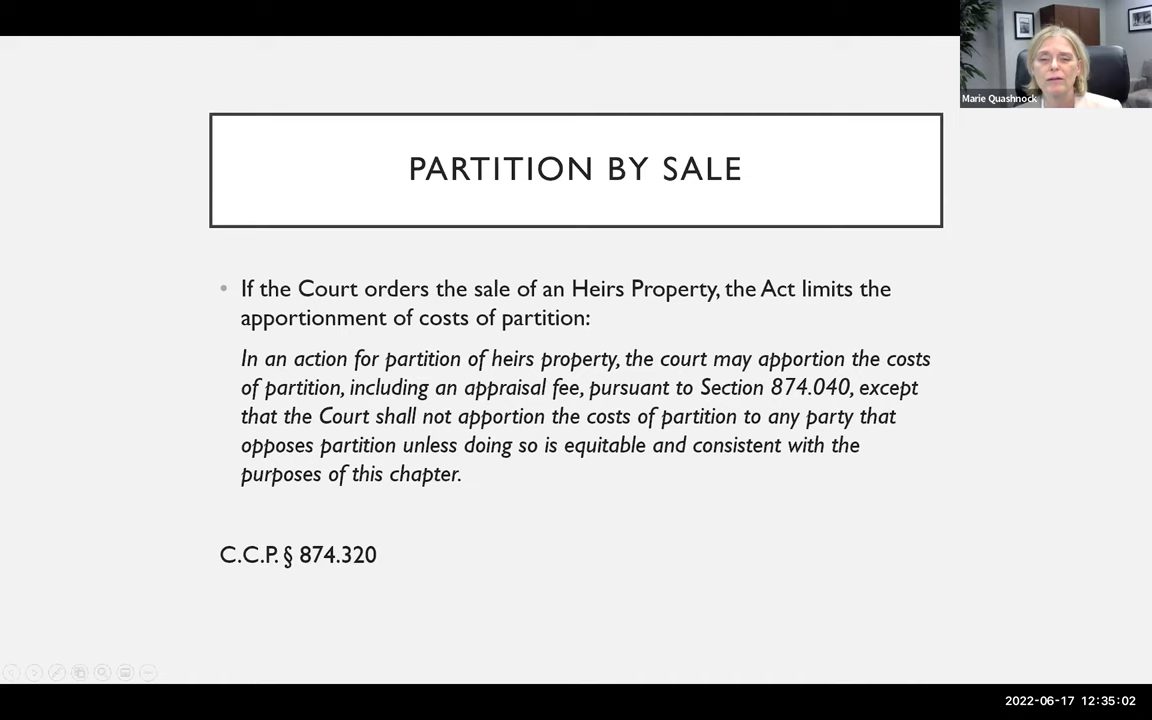 Marie Quashnock
PARTITION BY SALE
• If the Court orders the sale of an Heirs Property, the Act limits the
apportionment of costs of partition:
In an action for partition of heirs property, the court may apportion the costs
of partition, including an appraisal fee, pursuant to Section 874.040, except
that the Court shall not apportion the costs of partition to any party that
opposes partition unless doing so is equitable and consistent with the
purposes of this chapter.
C.C.P. § 874.320
2022-06-17 12:35:02